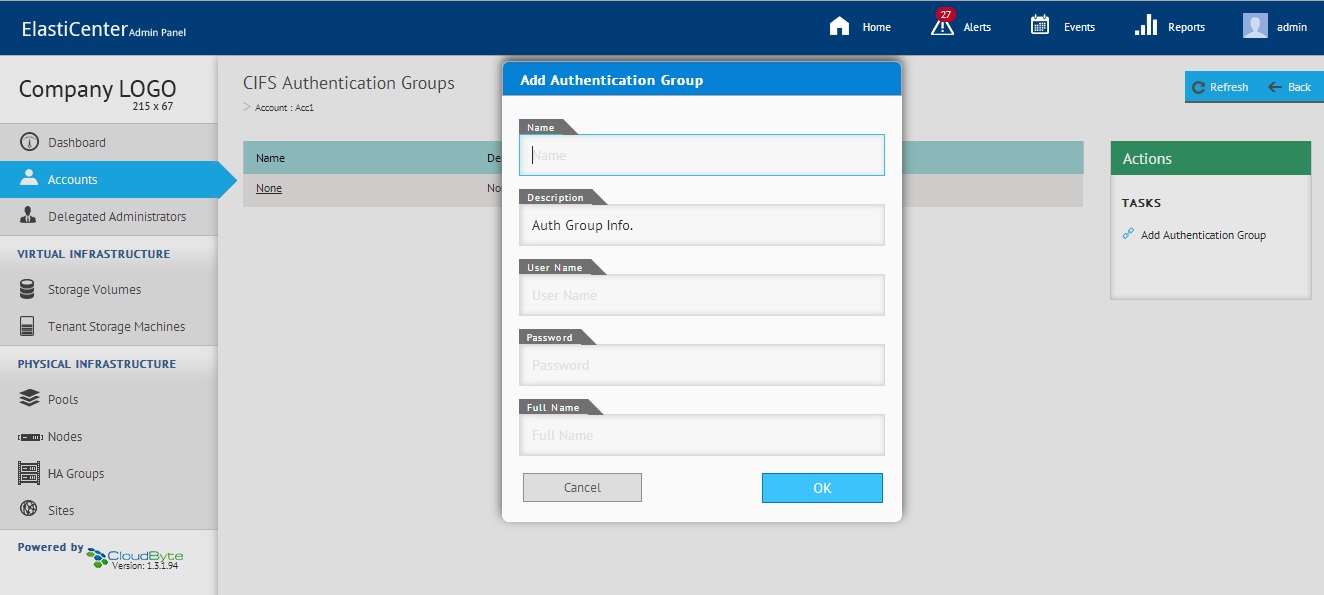 ElastiCenter Admin Panel
Home
27
Alerts
Events
Reports
admin
Company LOGO
215 x 67
Dashboard
Accounts
Delegated Administrators
VIRTUAL INFRASTRUCTURE
Storage Volumes
Tenant Storage Machines
PHYSICAL INFRASTRUCTURE
Pools
Nodes
HA Groups
Sites
Powered by CloudByte
Version: 1.3.1.94
CIFS Authentication Groups
> Account : Acc1
Refresh
Back
Name De
None No
Add Authentication Group
Name
Name
Description
Auth Group Info.
User Name
User Name
Password
Password
Full Name
Full Name
Cancel
OK
Actions
TASKS
Add Authentication Group